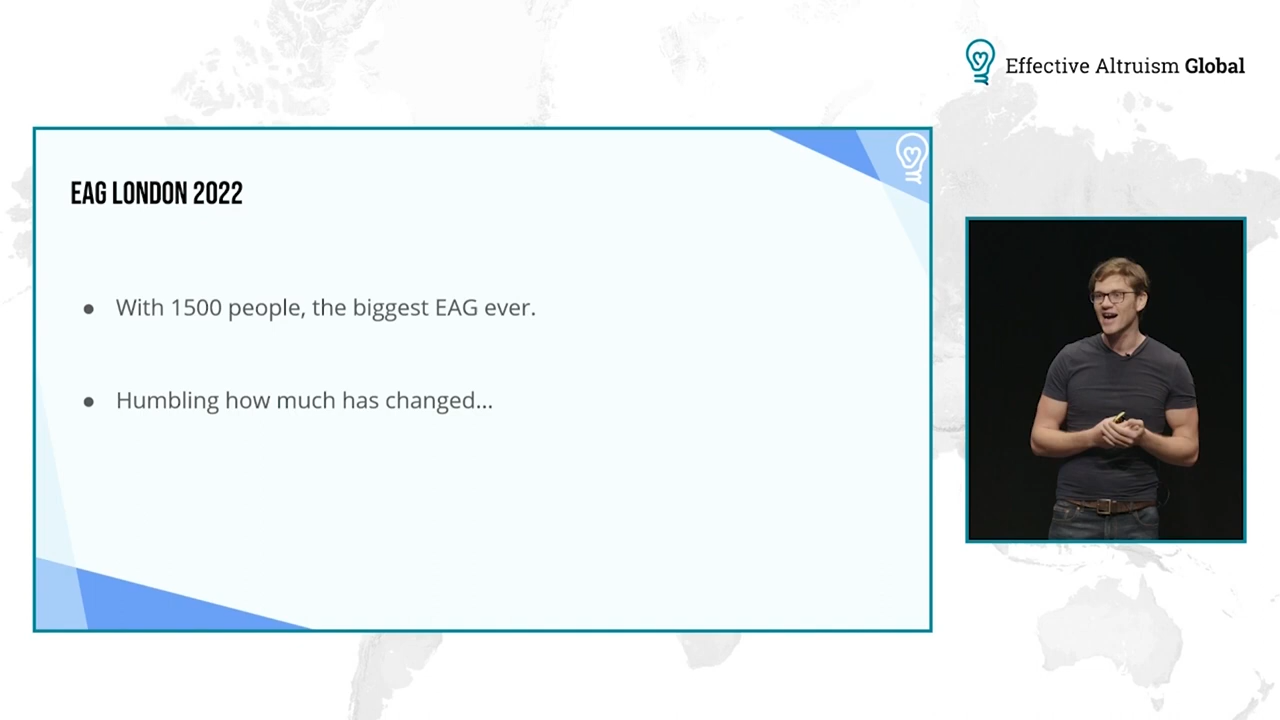 Effective Altruism Global
EAG LONDON 2022
● With 1500 people, the biggest EAG ever.
● Humbling how much has changed...